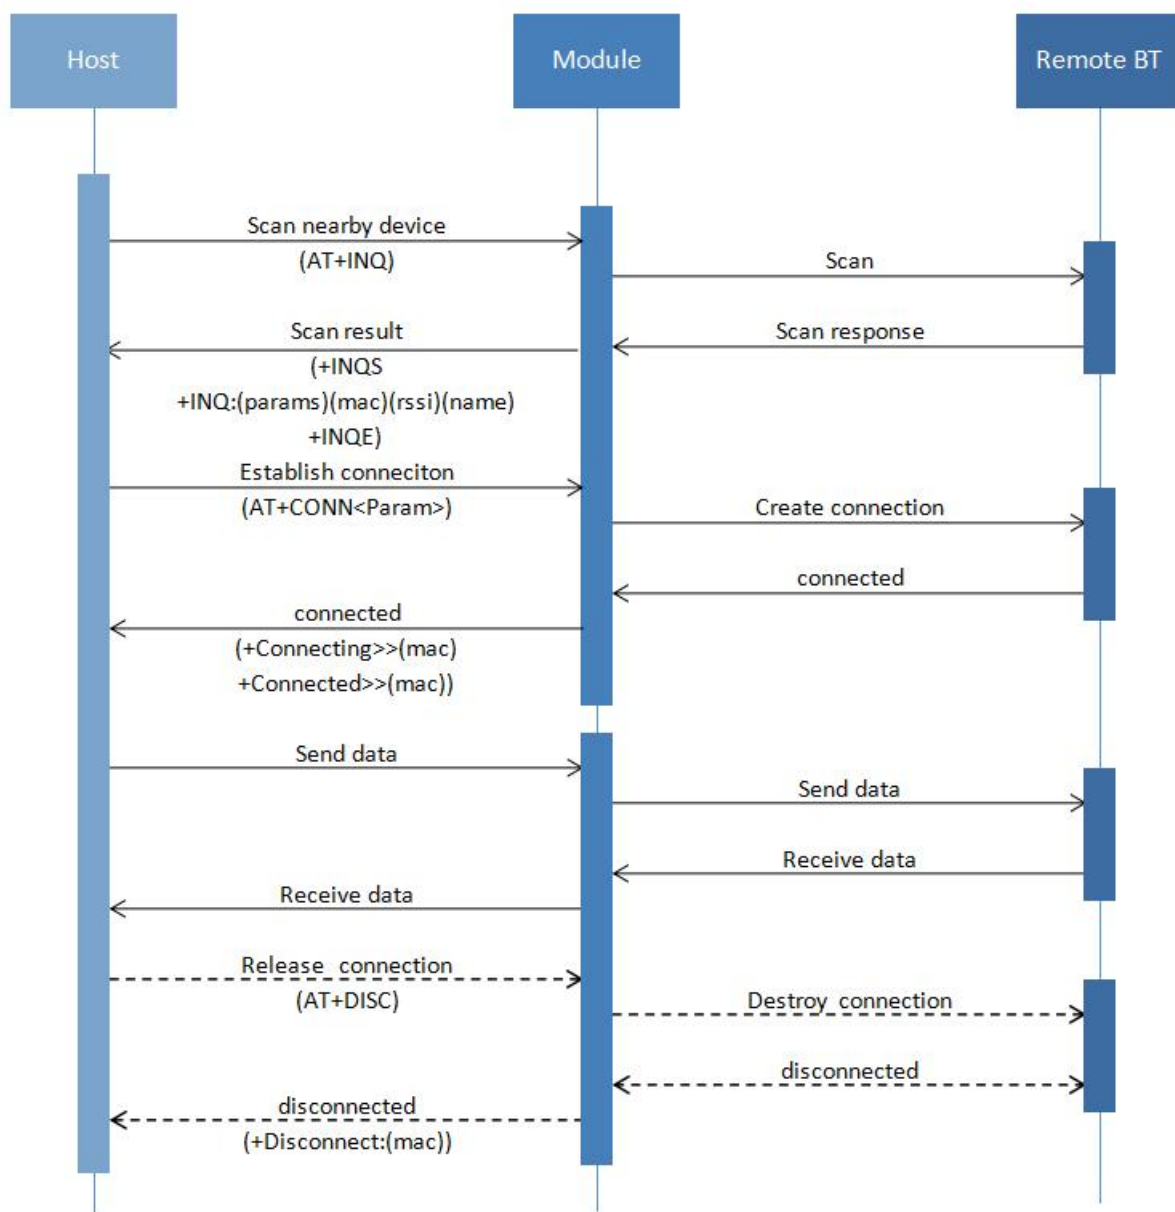 Host
Module
Remote BT
Scan nearby device
(AT+INQ)
Scan
Scan result
Scan response
(+INQS
+INQ:(params)(mac)(rssi)(name)
+INQE)
Establish conneciton
(AT+CONN<Param>)
Create connection
connected
connected
(+Connecting>>(mac)
+Connected>>(mac))
Send data
Send data
Receive data
Receive data
Release connection
(AT+DISC)
Destroy connection
disconnected
disconnected
(+Disconnect:(mac))